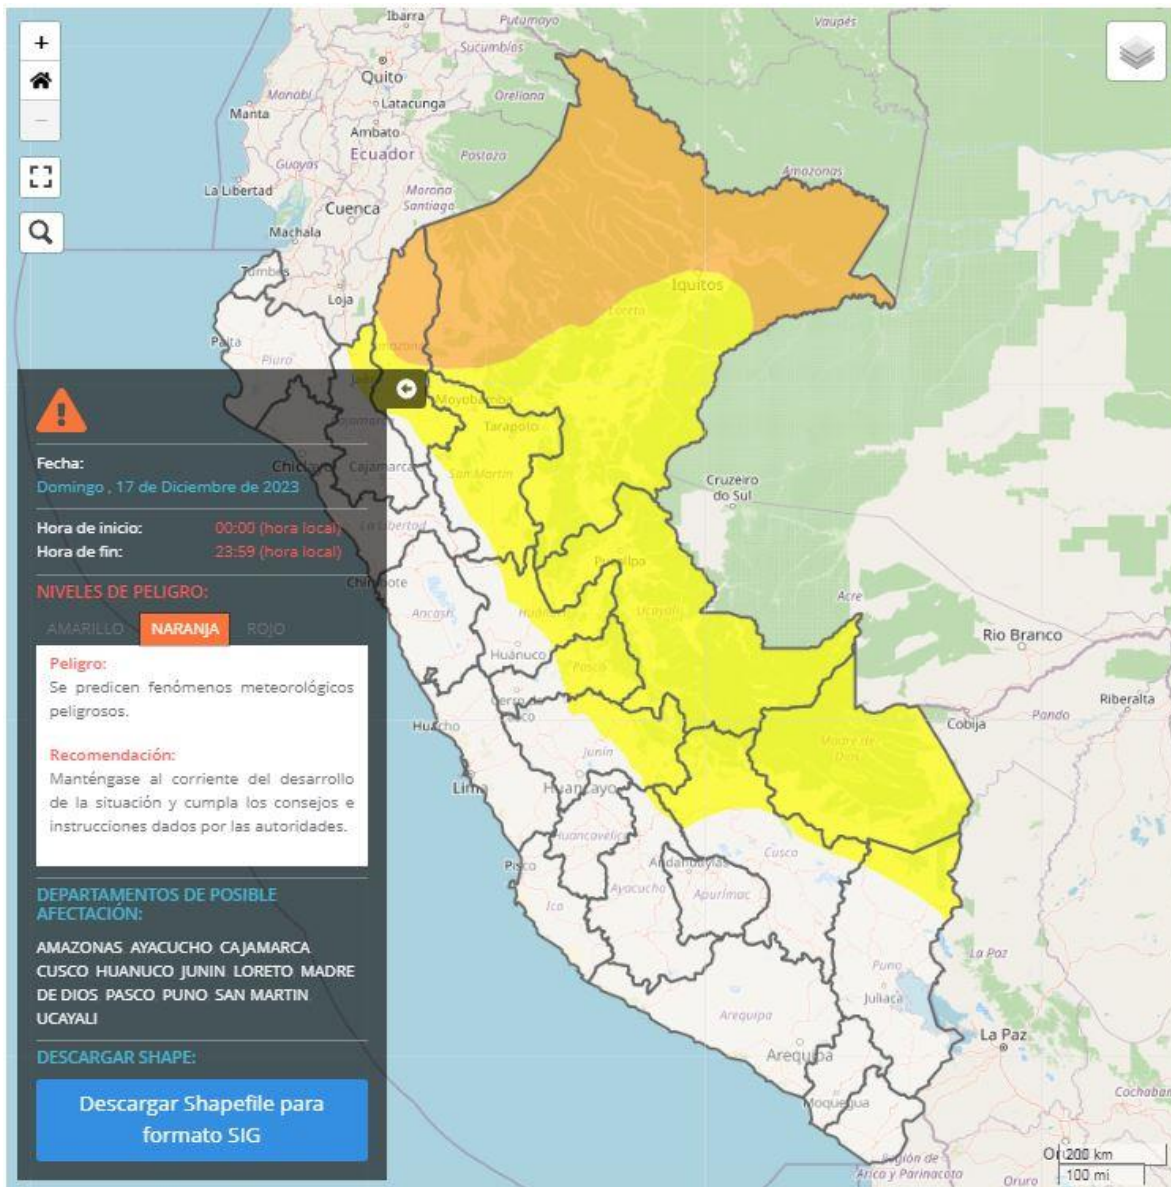 Ibarra
Putumayo
Vaupés
+
Sucumbíos
Quito
Latacunga
Orellana
Manabí
Manta
Ambato
Ecuador
Pastaza
Guayas
Amazonas
La Libertad
Morona
Santiago
Cuenca
Machala
Tumbes
Loja
Iquitos
Loreto
Paita
Piura
Amazonas
Moyobamba
Tarapoto
Fecha:
Chiclayo
Cajamarca
San Martín
Cruzeiro
do Sul
Domingo , 17 de Diciembre de 2023
Hora de inicio: 00:00 (hora local)
La Libertad
Hora de fin: 23:59 (hora local)
Pucallpa
Chimbote
NIVELES DE PELIGRO:
Ancash
Huánuco
Ucayali
Acre
AMARILLO NARANJA ROJO
Rio Branco
Huánuco
Pasco
Peligro:
Se predicen fenómenos meteorológicos
peligrosos.
Cerro de
Pasco
Riberalta
Huacho
Cobija
Pando
Junín
Madre de
Dios
Recomendación:
Manténgase al corriente del desarrollo
de la situación y cumpla los consejos e
instrucciones dados por las autoridades.
Lima
Huancayo
Huancavelica
Cusco
Pisco
Andahuaylas
Ayacucho
Apurímac
Ica
DEPARTAMENTOS DE POSIBLE
AFECTACIÓN:
AMAZONAS AYACUCHO CAJAMARCA
CUSCO HUANUCO JUNIN LORETO MADRE
DE DIOS PASCO PUNO SAN MARTIN
UCAYALI
La Paz
Puno
Juliaca
Arequipa
La Paz
DESCARGAR SHAPE:
Arequipa
Descargar Shapefile para
formato SIG
Moquegua
Cochabam
200 km
100 mi
Región de
Arica y Parinacota
Oruro